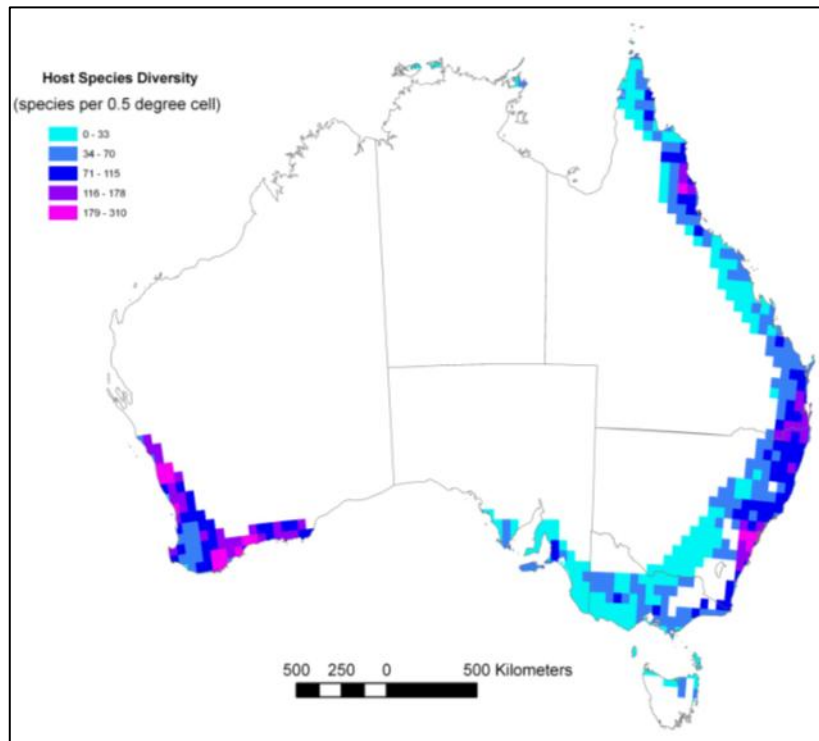 Host Species Diversity
(species per 0.5 degree cell)
0 - 33
34 - 70
71 - 115
116 - 178
179 - 310
500 250 0 500 Kilometers